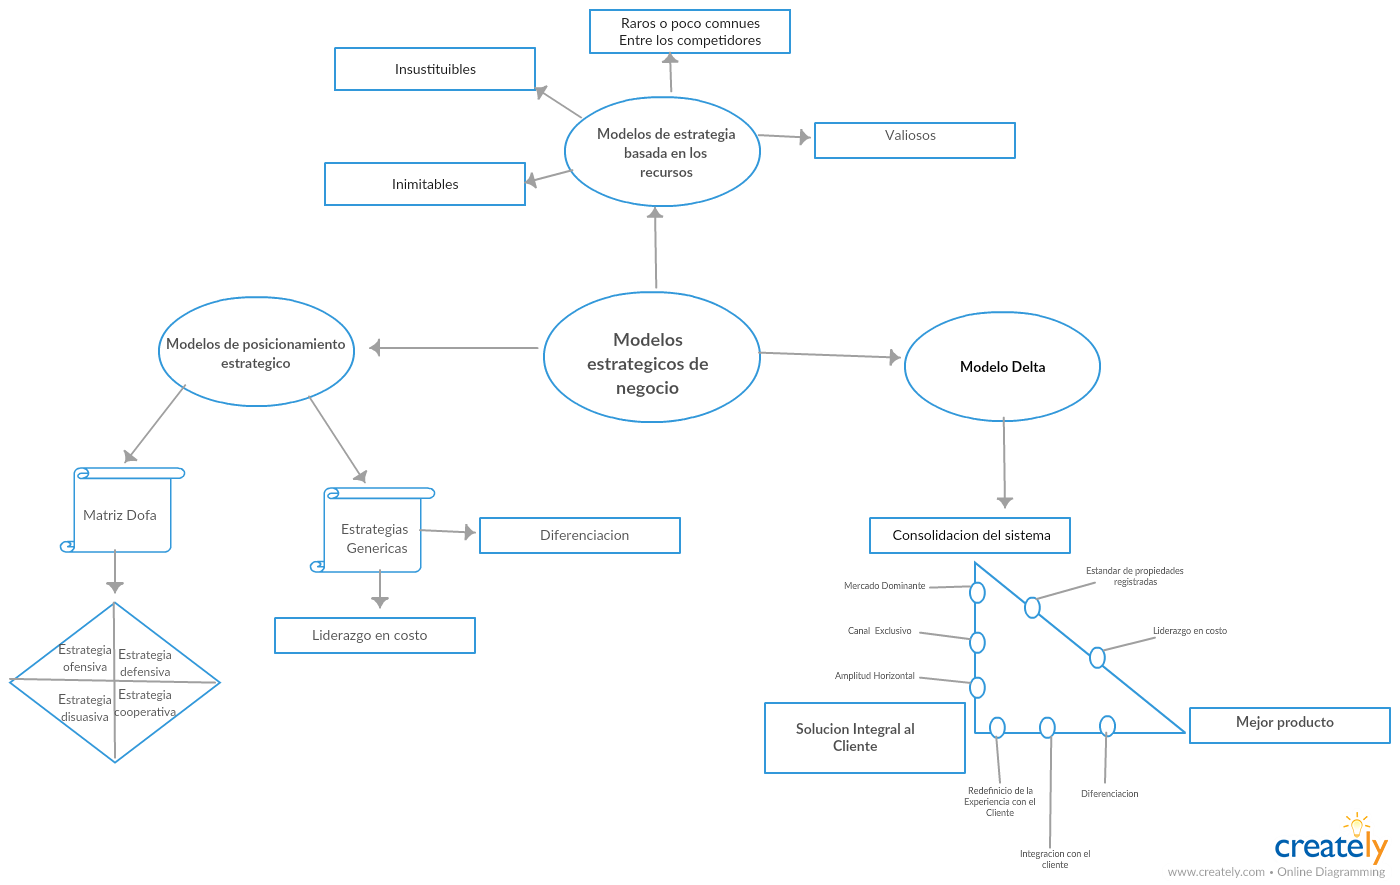 Raros o poco comnues
Entre los competidores
Insustituibles
Modelos de estrategia
basada en los
recursos
Valiosos
Inimitables
Modelos de posicionamiento
estrategico
Modelos
estrategicos de
negocio
Modelo Delta
Matriz Dofa
Estrategias
Genericas
Diferenciacion
Liderazgo en costo
Estrategia
ofensiva
Estrategia
defensiva
Estrategia
disuasiva
Estrategia
cooperativa
Consolidacion del sistema
Mercado Dominante
Estandar de propiedades
registradas
Canal Exclusivo
Liderazgo en costo
Amplitud Horizontal
Solucion Integral al
Cliente
Mejor producto
Redefinicio de la
Experiencia con el
Cliente
Diferenciacion
Integracion con el
cliente
creately
www.creately.com • Online Diagramming